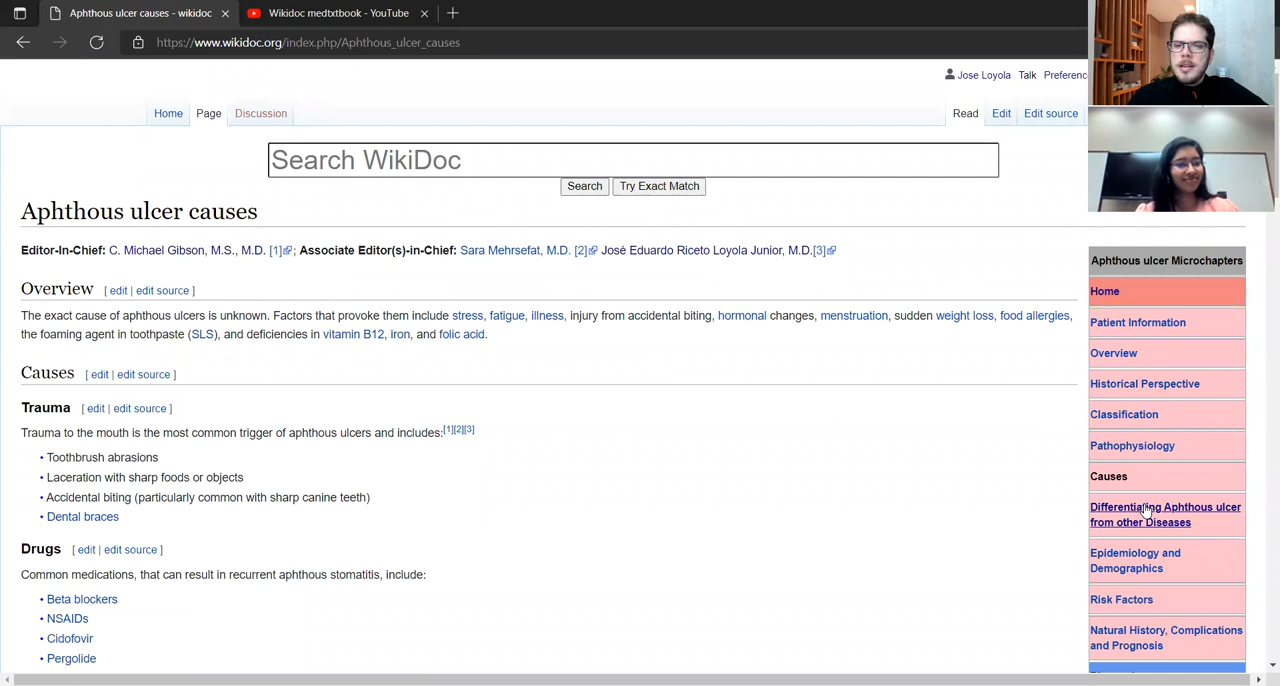 Aphthous ulcer causes - wikidoc
Wikidoc medtxtbook - YouTube
https://www.wikidoc.org/index.php/Aphthous_ulcer_causes
Jose Loyola Talk Preferenc
Home Page Discussion Read Edit Edit source
Search WikiDoc
Search Try Exact Match
Aphthous ulcer causes
Editor-In-Chief: C. Michael Gibson, M.S., M.D. [1]; Associate Editor(s)-in-Chief: Sara Mehrsefat, M.D. [2] José Eduardo Riceto Loyola Junior, M.D.[3]
Overview [ edit | edit source ]
The exact cause of aphthous ulcers is unknown. Factors that provoke them include stress, fatigue, illness, injury from accidental biting, hormonal changes, menstruation, sudden weight loss, food allergies,
the foaming agent in toothpaste (SLS), and deficiencies in vitamin B12, iron, and folic acid.
Causes [ edit | edit source ]
Trauma [ edit | edit source ]
Trauma to the mouth is the most common trigger of aphthous ulcers and includes:[1][2][3]
• Toothbrush abrasions
• Laceration with sharp foods or objects
• Accidental biting (particularly common with sharp canine teeth)
• Dental braces
Drugs [ edit | edit source ]
Common medications, that can result in recurrent aphthous stomatitis, include:
• Beta blockers
• NSAIDs
• Cidofovir
• Pergolide
Aphthous ulcer Microchapters
Home
Patient Information
Overview
Historical Perspective
Classification
Pathophysiology
Causes
Differentiating Aphthous ulcer
from other Diseases
Epidemiology and
Demographics
Risk Factors
Natural History, Complications
and Prognosis